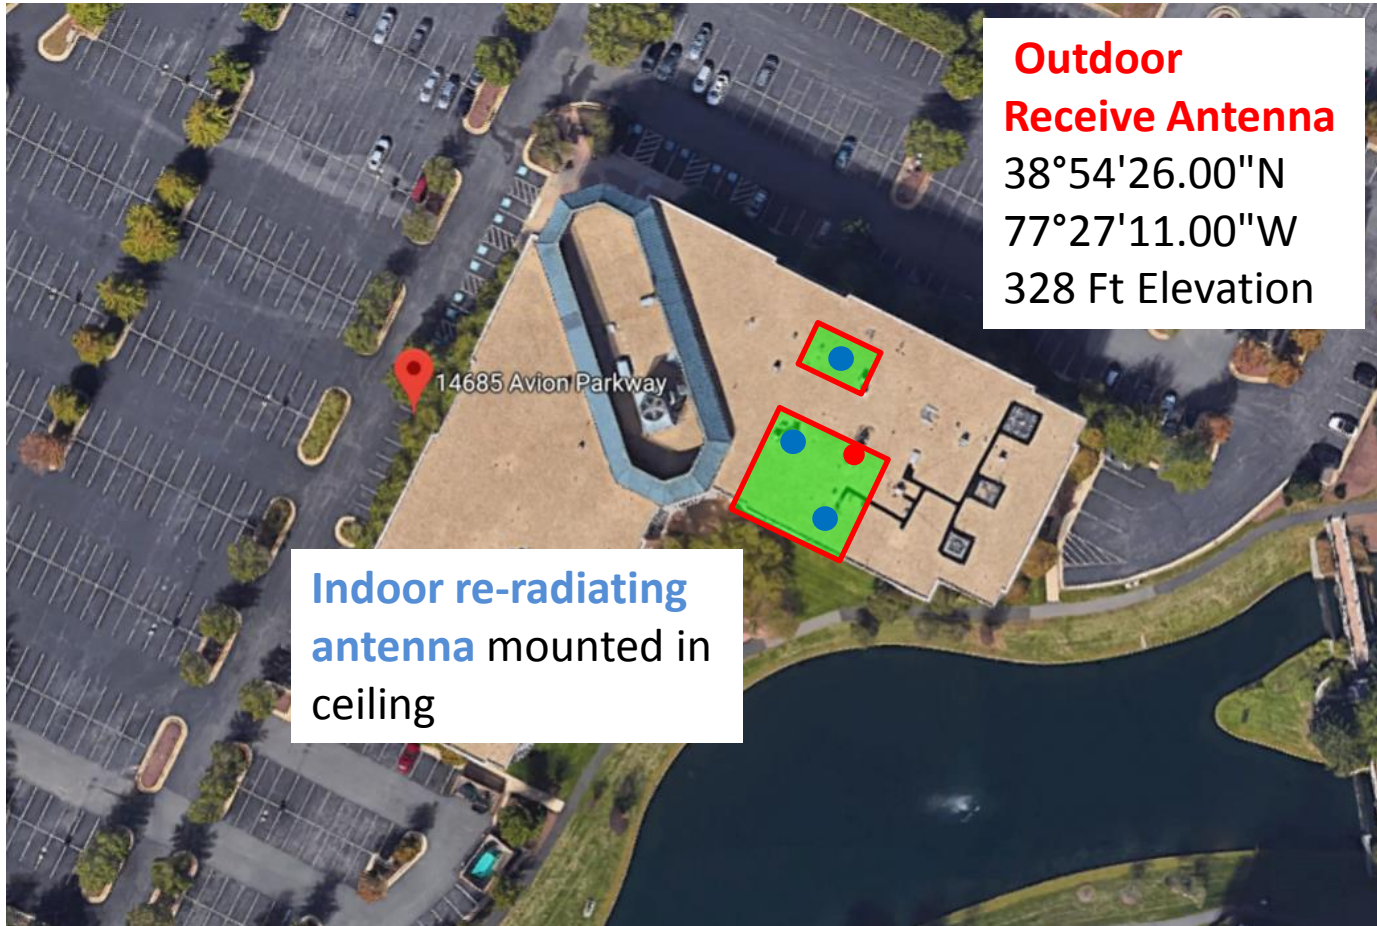 Outdoor
Receive Antenna
38°54'26.00"N
77°27'11.00"W
328 Ft Elevation
14685 Avion Parkway
Indoor re-radiating
antenna mounted in
ceiling